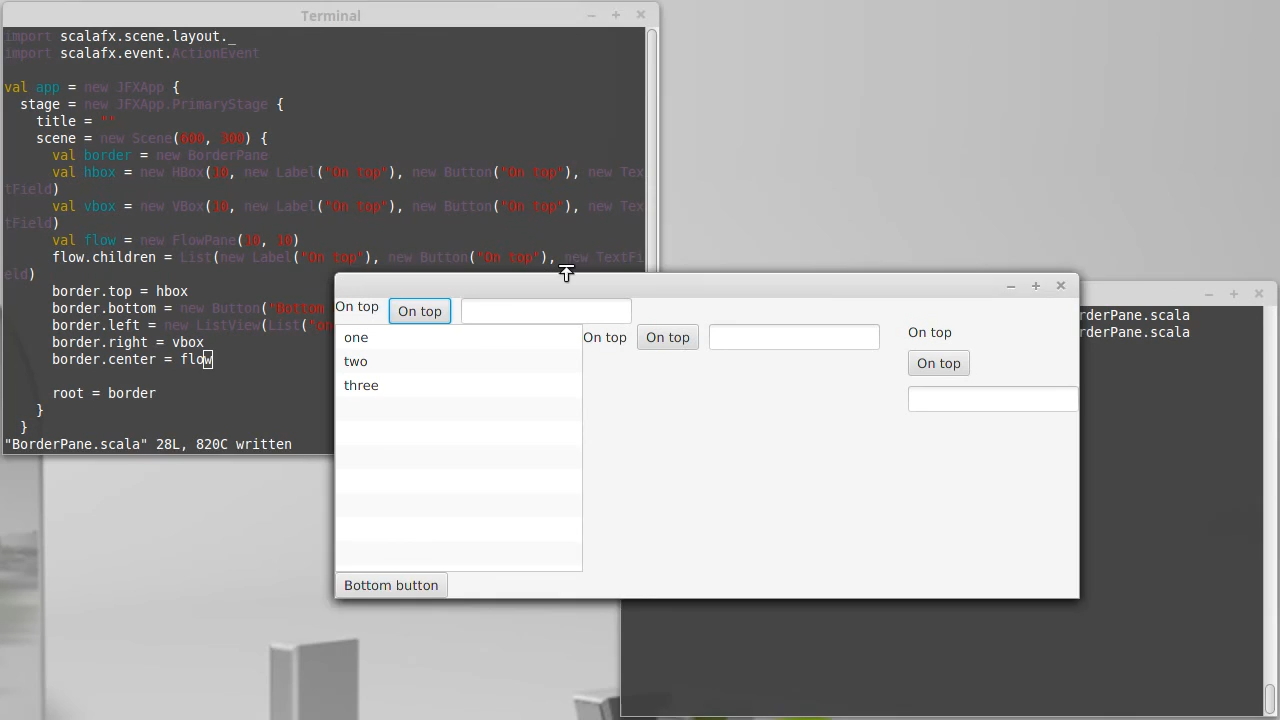 Terminal
import scalafx.scene.layout._
import scalafx.event.ActionEvent
val app = new JFXApp {
stage = new JFXApp.PrimaryStage {
title = ""
scene = new Scene(600, 300) {
val border = new BorderPane
val hbox = new HBox(10, new Label("On top"), new Button("On top"), new Tex
tField)
val vbox = new VBox(10, new Label("On top"), new Button("On top"), new Tex
tField)
val flow = new FlowPane(10, 10)
flow.children = List(new Label("On top"), new Button("On top"), new TextFi
eld)
border.top = hbox
border.bottom = new Button("Bottom
border.left = new ListView(List("on
border.right = vbox
border.center = flow
root = border
}
}
"BorderPane.scala" 28L, 820C written
On top On top
one
two
three
On top On top
On top
On top
Bottom button
rderPane.scala
rderPane.scala